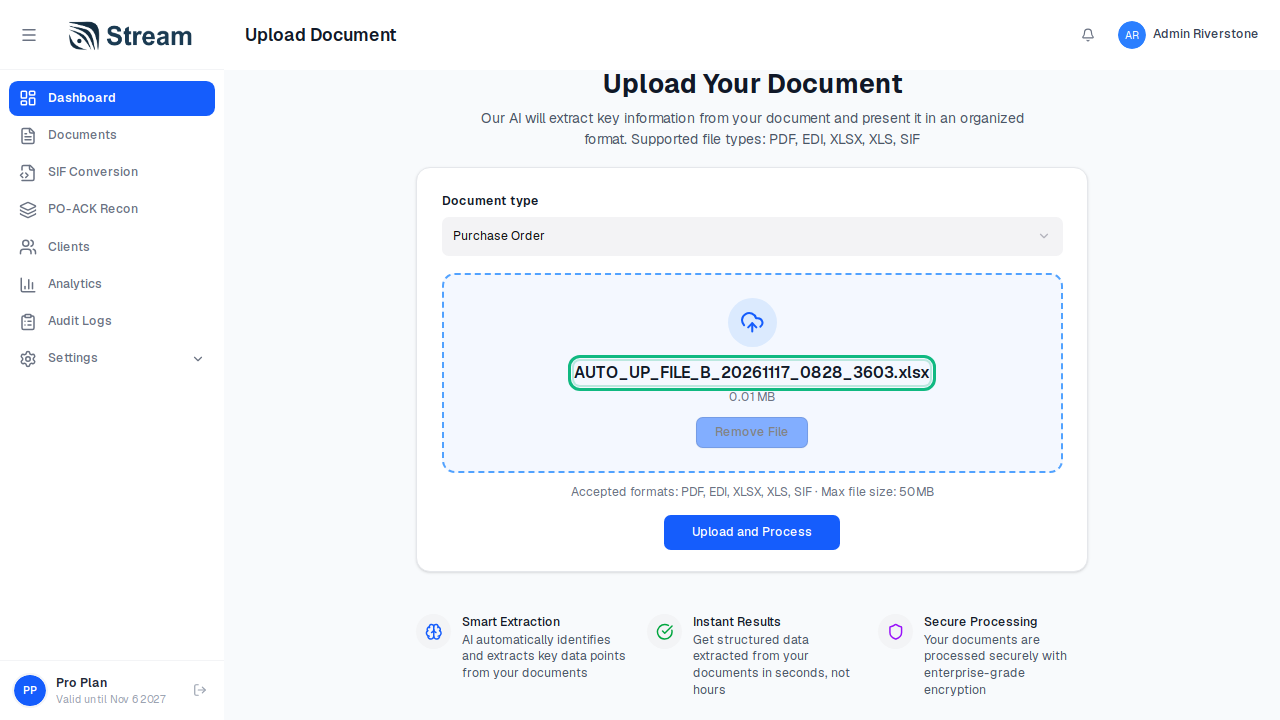 Stream
Upload Document
AR
Admin Riverstone
Dashboard
Documents
SIF Conversion
PO-ACK Recon
Clients
Analytics
Audit Logs
Settings
Upload Your Document
Our AI will extract key information from your document and present it in an organized
format. Supported file types: PDF, EDI, XLSX, XLS, SIF
Document type
Purchase Order
AUTO_UP_FILE_B_20261117_0828_3603.xlsx
0.01 MB
Remove File
Accepted formats: PDF, EDI, XLSX, XLS, SIF · Max file size: 50MB
Upload and Process
Smart Extraction
AI automatically identifies
and extracts key data points
from your documents
Instant Results
Get structured data
extracted from your
documents in seconds, not
hours
Secure Processing
Your documents are
processed securely with
enterprise-grade
encryption
PP
Pro Plan
Valid until Nov 6 2027